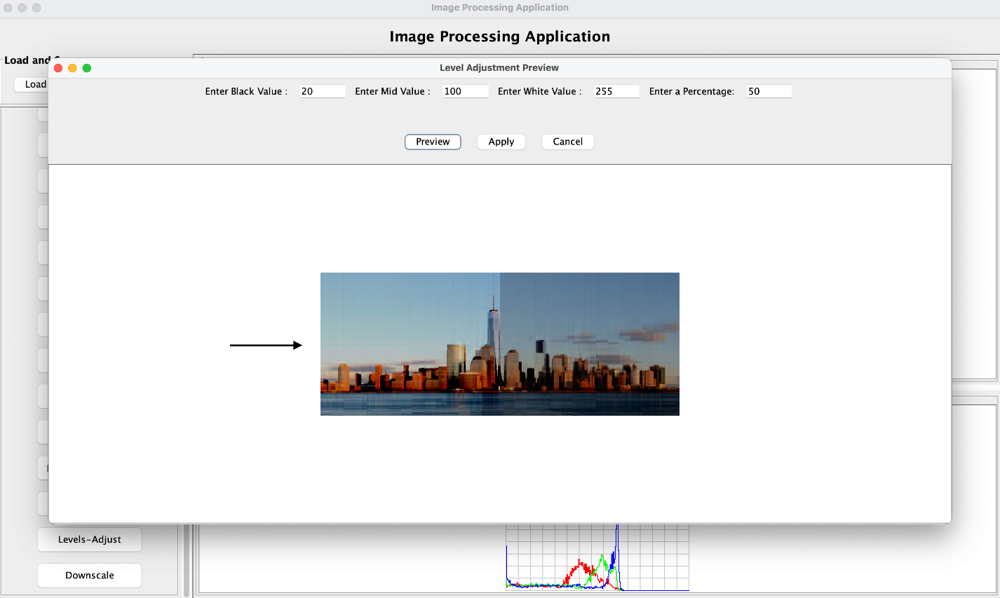 Image Processing Application
Image Processing Application
Load and
Level Adjustment Preview
Load
Enter Black Value : 20 Enter Mid Value : 100 Enter White Value : 255 Enter a Percentage: 50
Preview Apply Cancel
Levels-Adjust
Downscale